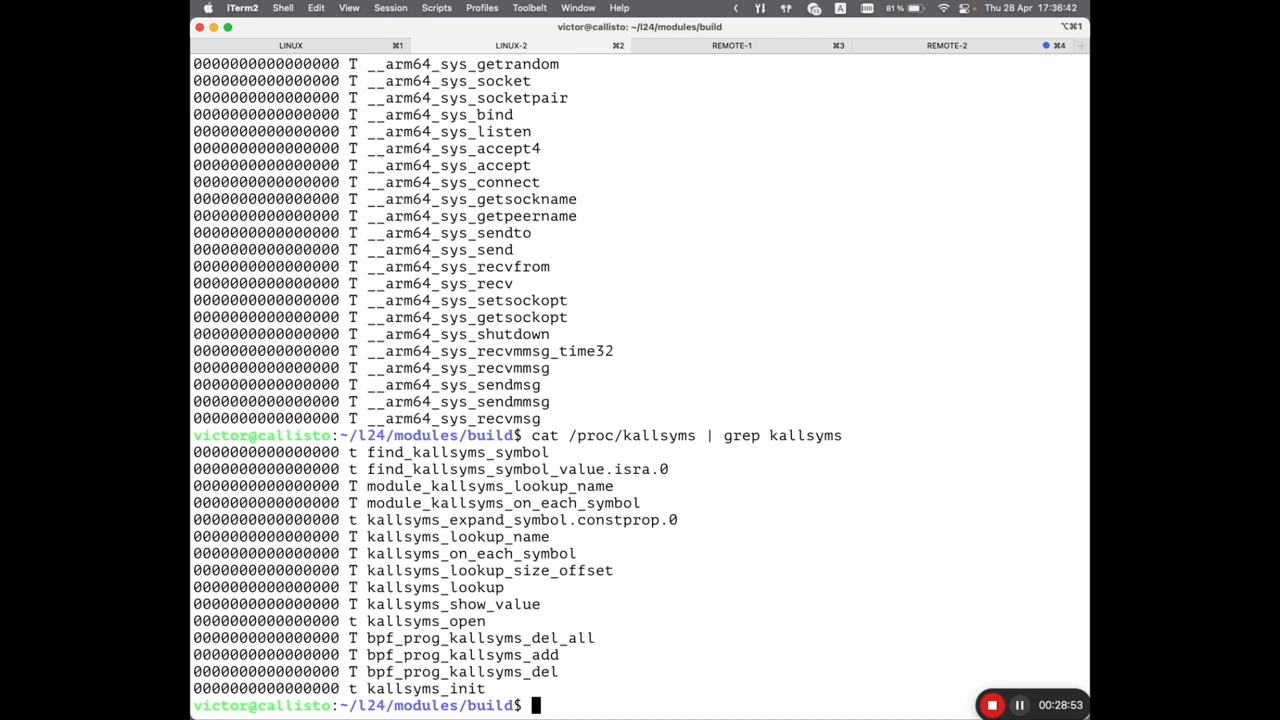 iTerm2 Shell Edit View Session Scripts Profiles Toolbelt Window Help A 81 % Thu 28 Apr 17:36:42
victor@callisto: ~/l24/modules/build ⌥⌘1
LINUX ⌘1 LINUX-2 ⌘2 REMOTE-1 ⌘3 REMOTE-2 ⌘4
0000000000000000 T __arm64_sys_getrandom
0000000000000000 T __arm64_sys_socket
0000000000000000 T __arm64_sys_socketpair
0000000000000000 T __arm64_sys_bind
0000000000000000 T __arm64_sys_listen
0000000000000000 T __arm64_sys_accept4
0000000000000000 T __arm64_sys_accept
0000000000000000 T __arm64_sys_connect
0000000000000000 T __arm64_sys_getsockname
0000000000000000 T __arm64_sys_getpeername
0000000000000000 T __arm64_sys_sendto
0000000000000000 T __arm64_sys_send
0000000000000000 T __arm64_sys_recvfrom
0000000000000000 T __arm64_sys_recv
0000000000000000 T __arm64_sys_setsockopt
0000000000000000 T __arm64_sys_getsockopt
0000000000000000 T __arm64_sys_shutdown
0000000000000000 T __arm64_sys_recvmmsg_time32
0000000000000000 T __arm64_sys_recvmmsg
0000000000000000 T __arm64_sys_sendmsg
0000000000000000 T __arm64_sys_sendmmsg
0000000000000000 T __arm64_sys_recvmsg
victor@callisto:~/l24/modules/build$ cat /proc/kallsyms | grep kallsyms
0000000000000000 t find_kallsyms_symbol
0000000000000000 t find_kallsyms_symbol_value.isra.0
0000000000000000 T module_kallsyms_lookup_name
0000000000000000 T module_kallsyms_on_each_symbol
0000000000000000 t kallsyms_expand_symbol.constprop.0
0000000000000000 T kallsyms_lookup_name
0000000000000000 T kallsyms_on_each_symbol
0000000000000000 T kallsyms_lookup_size_offset
0000000000000000 T kallsyms_lookup
0000000000000000 T kallsyms_show_value
0000000000000000 t kallsyms_open
0000000000000000 T bpf_prog_kallsyms_del_all
0000000000000000 T bpf_prog_kallsyms_add
0000000000000000 T bpf_prog_kallsyms_del
0000000000000000 t kallsyms_init
victor@callisto:~/l24/modules/build$
00:28:53